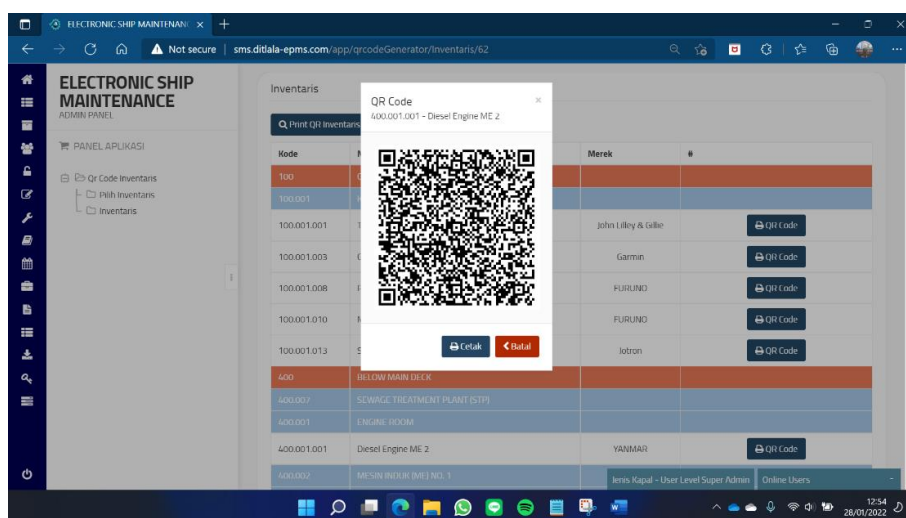 ELECTRONIC SHIP MAINTENANC
Not secure
sms.ditlala-epms.com/app/qrcodeGenerator/Inventaris/62
ELECTRONIC SHIP
MAINTENANCE
ADMIN PANEL
PANEL APLIKASI
Qr Code Inventaris
Pilih Inventaris
Inventaris
Inventaris
Print QR Inventaris
QR Code
400.001.001 - Diesel Engine ME 2
Cetak
Batal
Kode Merek #
100
100.001
100.001.001 John Lilley & Gillie QR Code
100.001.003 Garmin QR Code
100.001.008 FURUNO QR Code
100.001.010 FURUNO QR Code
100.001.013 Jotron QR Code
400 BELOW MAIN DECK
400.007 SEWAGE TREATMENT PLANT (STP)
400.001 ENGINE ROOM
400.001.001 Diesel Engine ME 2 YANMAR QR Code
400.002 MESIN INDUK (ME) NO. 1
Jenis Kapal - User Level Super Admin
Online Users
12:54
28/01/2022